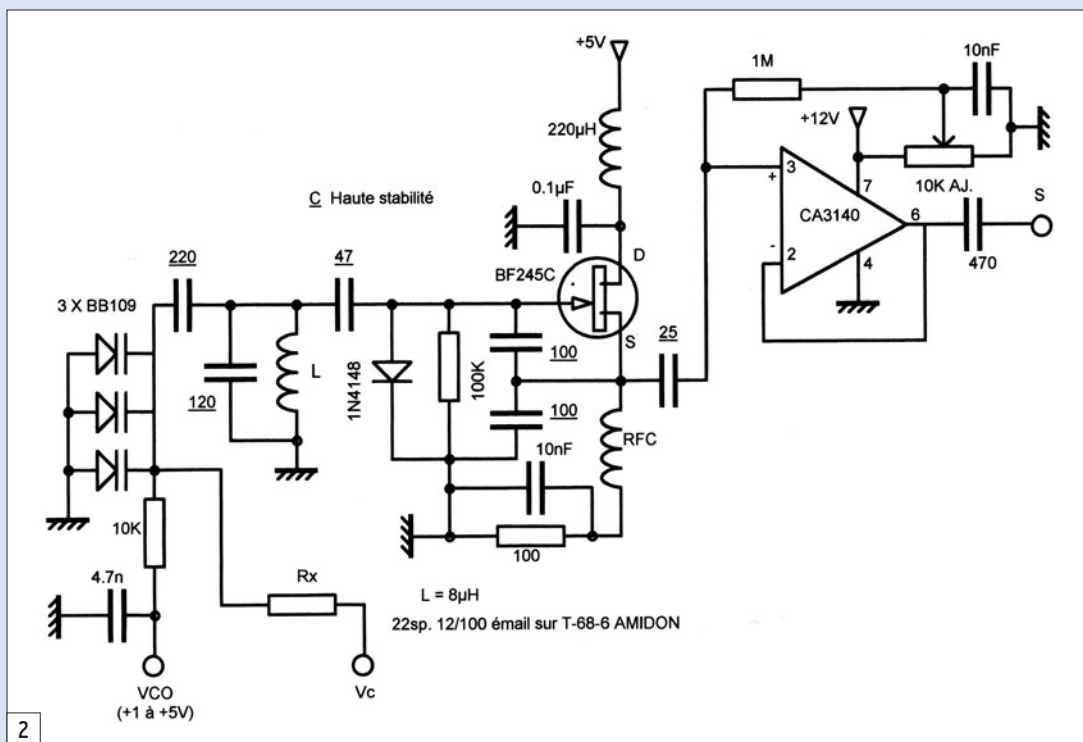 +5V
1M
10nF
220µH
+12V
3
+
7
10K AJ.
S
C Haute stabilité
0.1µF
CA3140
6
D
2
-
4
470
220
47
BF245C
3 X BB109
S
25
L
1N4148
100K
100
120
100
RFC
10nF
10K
100
4.7n
Rx
L = 8µH
22sp. 12/100 émail sur T-68-6 AMIDON
VCO
(+1 à +5V)
Vc
2